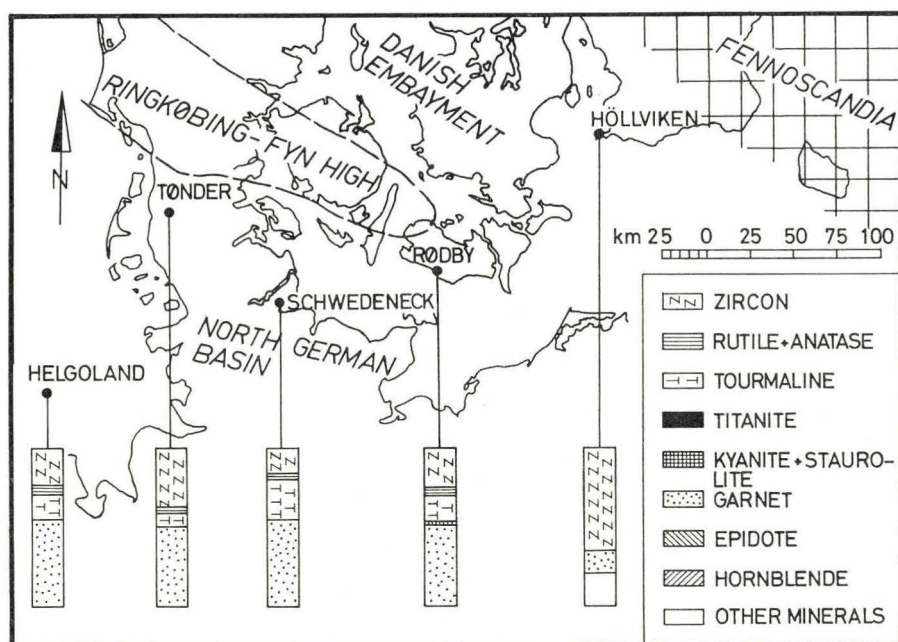 DANISH
EMBAYMENT
FENNOSCANDIA
RINGKØBING-FYN HIGH
HÖLLVIKEN
N
TØNDER
km 25 0 25 50 75 100
RØDBY
SCHWEDENECK
NORTH GERMAN
BASIN
HELGOLAND
ZIRCON
RUTILE+ANATASE
TOURMALINE
TITANITE
KYANITE+STAURO-
LITE
GARNET
EPIDOTE
HORNBLENDE
OTHER MINERALS